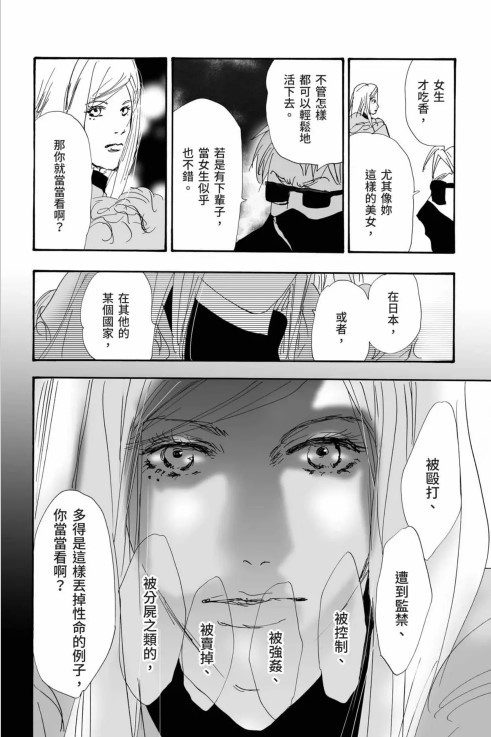 女生
才吃香，
尤其像妳
這樣的美女，
不管怎樣
都可以輕鬆地
活下去。
若是有下輩子，
當女生似乎
也不錯。
那你就當當看啊？
在日本，
或者，
在其他的
某個國家，
被毆打、
遭到監禁、
被控制、
被強姦、
被賣掉、
被分屍之類的，
多得是這樣丟掉性命的例子，
你當當看啊？